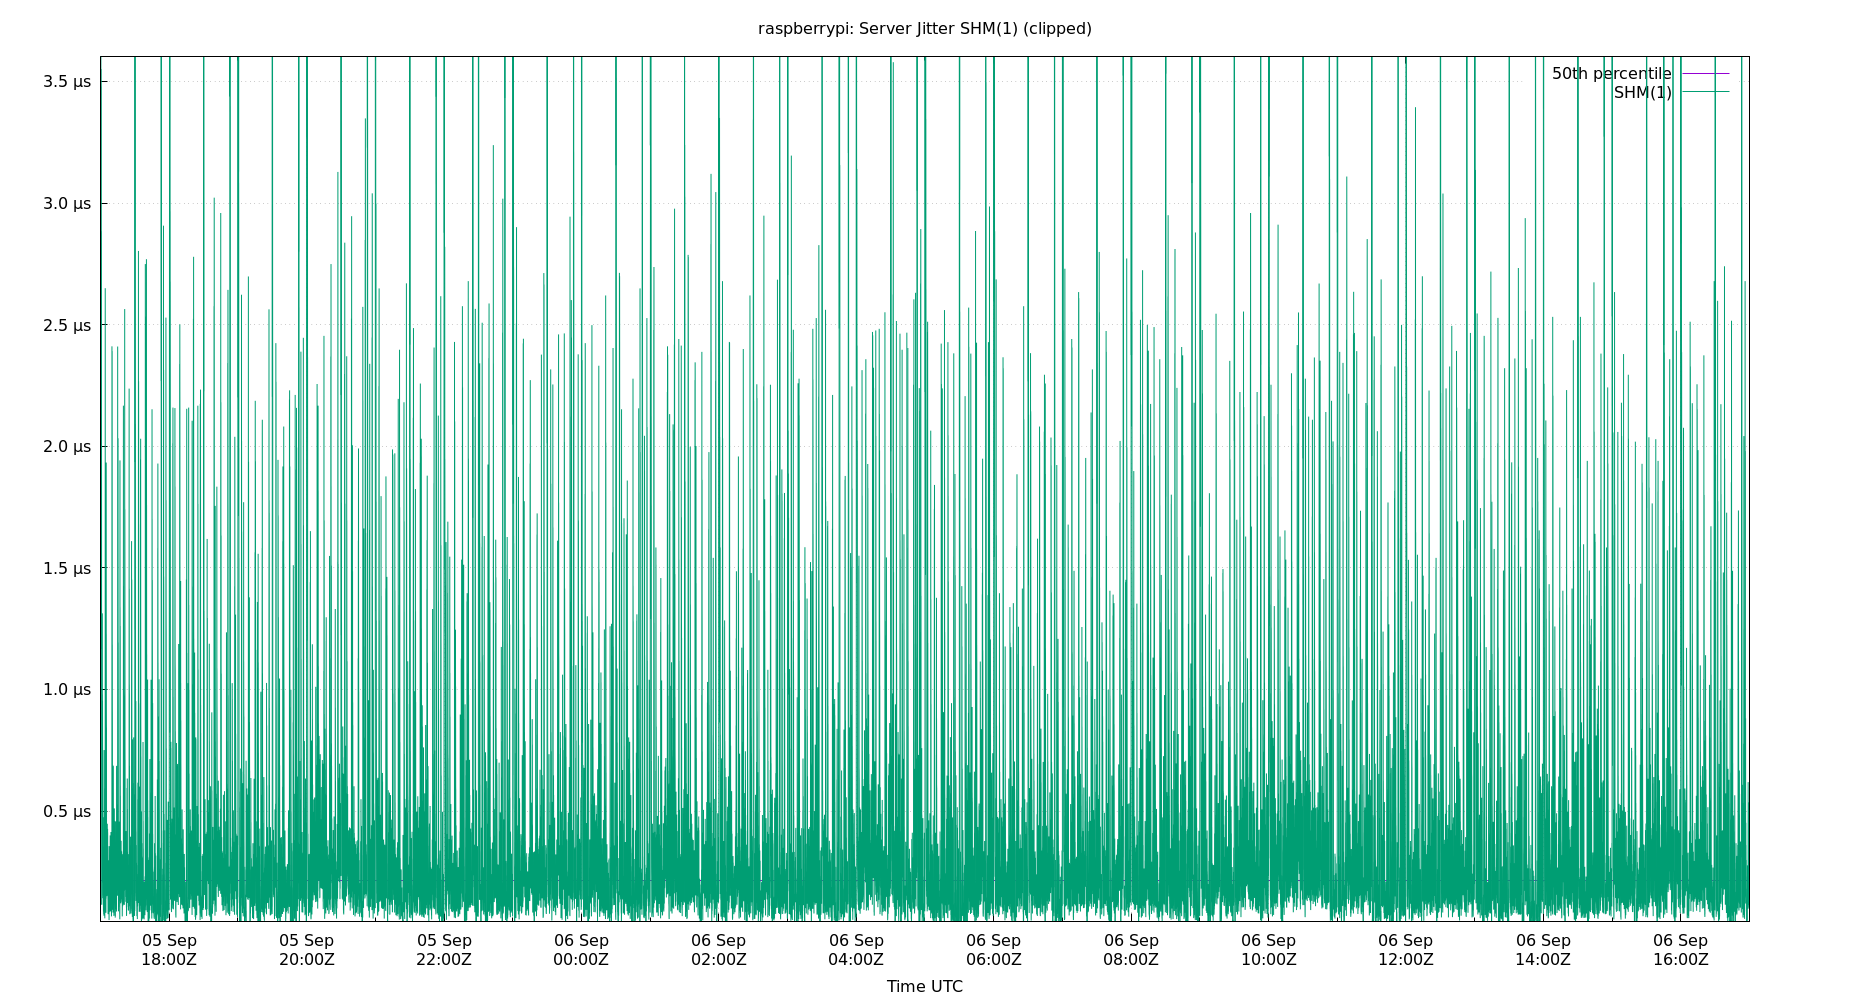 raspberrypi: Server Jitter SHM(1) (clipped)
50th percentile
SHM(1)
3.5 µs
3.0 µs
2.5 µs
2.0 µs
1.5 µs
1.0 µs
0.5 µs
05 Sep 05 Sep 05 Sep 06 Sep 06 Sep 06 Sep 06 Sep 06 Sep 06 Sep 06 Sep 06 Sep 06 Sep
18:00Z 20:00Z 22:00Z 00:00Z 02:00Z 04:00Z 06:00Z 08:00Z 10:00Z 12:00Z 14:00Z 16:00Z
Time UTC